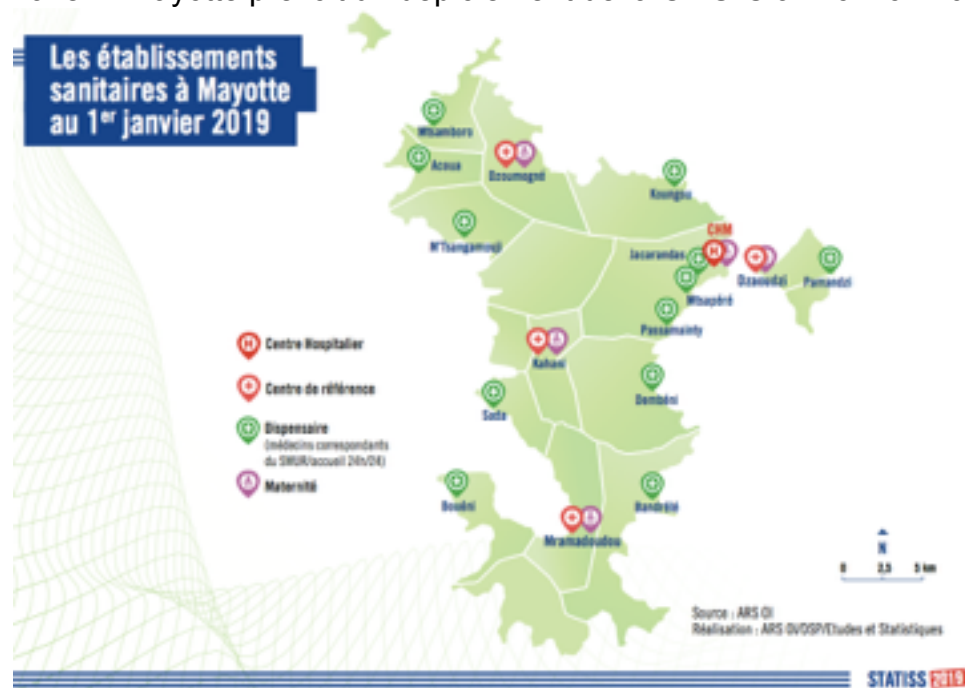 Les établissements
sanitaires à Mayotte
au 1er janvier 2019
Mtsamboro
Acoua
Dzoumogné
Koungou
M'Tsangamouji
CHM
Jacarandas
Dzaoudzi
Pamandzi
Mtsapéré
Passamainty
Kahani
Centre Hospitalier
Centre de référence
Dembéni
Sada
Dispensaire
(médecins correspondants
du SMUR/accueil 24h/24)
Maternité
Bouéni
Bandrélé
Mramadoudou
N
0 2,5 5 km
Source : ARS OI
Réalisation : ARS OI/DSP/Etudes et Statistiques
STATISS 2019